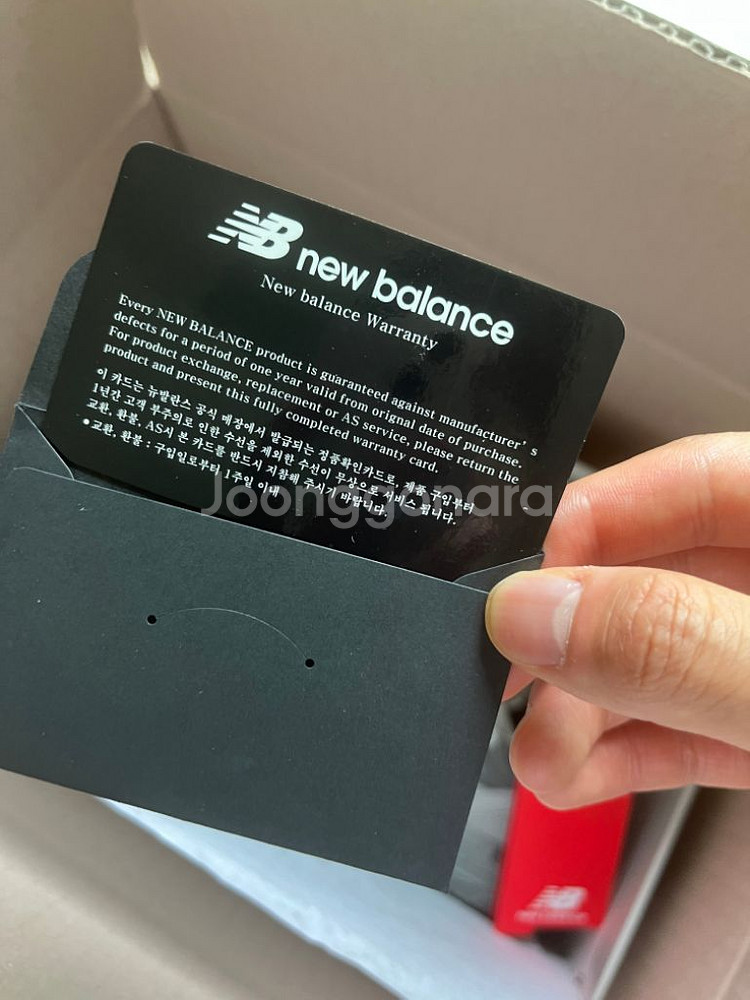 NB new balance
New balance Warranty
Every NEW BALANCE product is guaranteed against manufacturer's
defects for a period of one year valid from orignal date of purchase.
For product exchange, replacement or AS service, please return the
product and present this fully completed warranty card.
이 카드는 뉴발란스 공식 매장에서 발급되는 정품확인카드로, 제품 구입부터
1년간 고객 부주의로 인한 수선을 제외한 수선이 무상으로 서비스 됩니다.
교환, 환불, AS시 본 카드를 반드시 지참해 주시기 바랍니다.
*교환, 환불 : 구입일로부터 1주일 이내
Joonggonara
NB